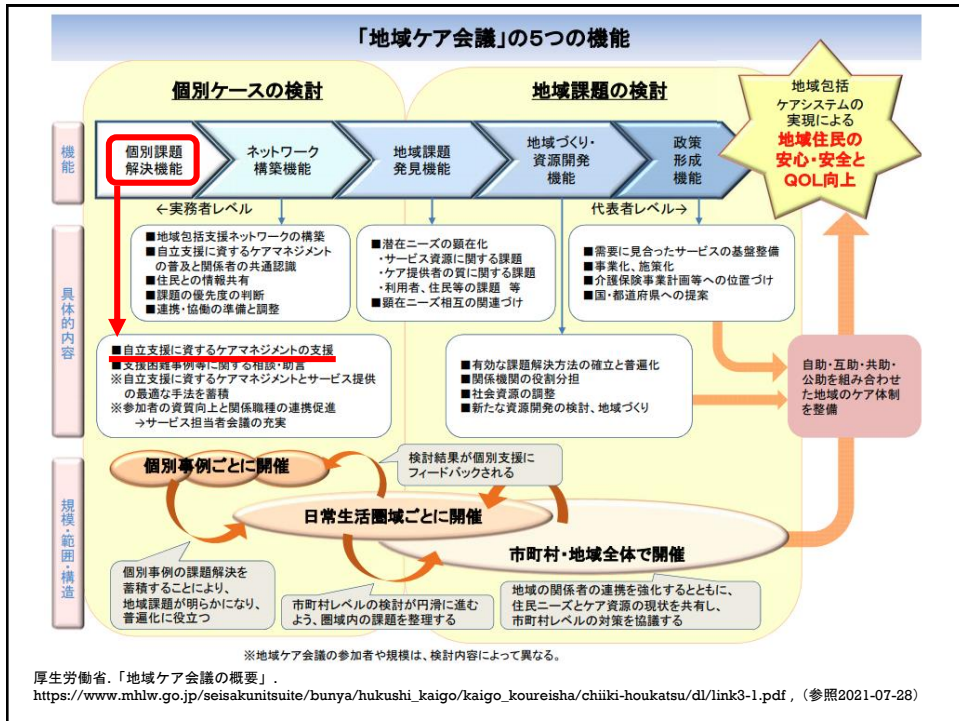 「地域ケア会議」の5つの機能
個別ケースの検討
地域課題の検討
地域包括
ケアシステムの
実現による
地域住民の
安心・安全と
QOL向上
機能
個別課題
解決機能
ネットワーク
構築機能
地域課題
発見機能
地域づくり・
資源開発
機能
政策
形成
機能
←実務者レベル
代表者レベル→
具体的内容
■地域包括支援ネットワークの構築
■自立支援に資するケアマネジメント
の普及と関係者の共通認識
■住民との情報共有
■課題の優先度の判断
■連携・協働の準備と調整
■潜在ニーズの顕在化
・サービス資源に関する課題
・ケア提供者の質に関する課題
・利用者、住民等の課題 等
■顕在ニーズ相互の関連づけ
■需要に見合ったサービスの基盤整備
■事業化、施策化
■介護保険事業計画等への位置づけ
■国・都道府県への提案
■自立支援に資するケアマネジメントの支援
■支援困難事例等に関する相談・助言
※自立支援に資するケアマネジメントとサービス提供
の最適な手法を蓄積
※参加者の資質向上と関係職種の連携促進
→サービス担当者会議の充実
■有効な課題解決方法の確立と普遍化
■関係機関の役割分担
■社会資源の調整
■新たな資源開発の検討、地域づくり
自助・互助・共助・
公助を組み合わせ
た地域のケア体制
を整備
規模・範囲・構造
個別事例ごとに開催
検討結果が個別支援に
フィードバックされる
日常生活圏域ごとに開催
市町村・地域全体で開催
個別事例の課題解決を
蓄積することにより、
地域課題が明らかになり、
普遍化に役立つ
市町村レベルの検討が円滑に進む
よう、圏域内の課題を整理する
地域の関係者の連携を強化するとともに、
住民ニーズとケア資源の現状を共有し、
市町村レベルの対策を協議する
※地域ケア会議の参加者や規模は、検討内容によって異なる。
厚生労働省.「地域ケア会議の概要」.
https://www.mhlw.go.jp/seisakunitsuite/bunya/hukushi_kaigo/kaigo_koureisha/chiiki-houkatsu/dl/link3-1.pdf ,（参照2021-07-28）